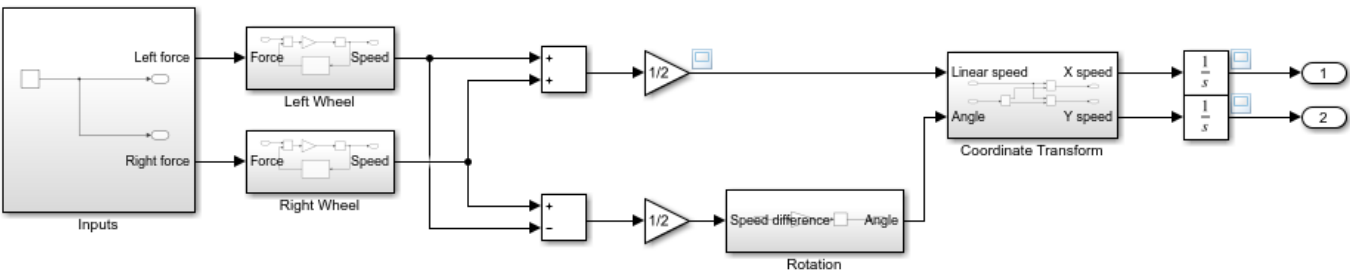 Left force
Right force
Inputs
Force Speed
Left Wheel
Force Speed
Right Wheel
+
+
1/2
+
−
1/2
Speed difference Angle
Rotation
Linear speed X speed
Angle Y speed
Coordinate Transform
1
s
1
s
1
2